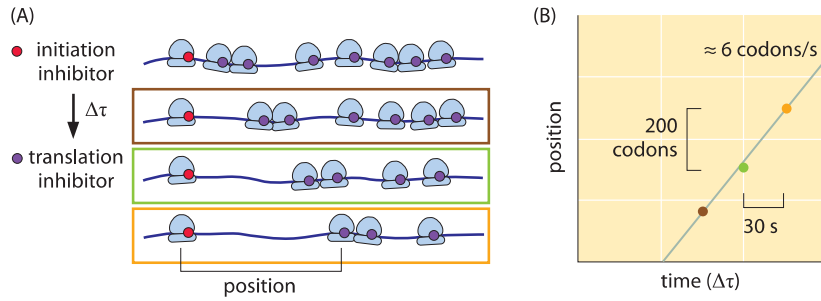 (A)
initiation
inhibitor
Δτ
translation
inhibitor
position
(B)
≈ 6 codons/s
position
200
codons
30 s
time (Δτ)